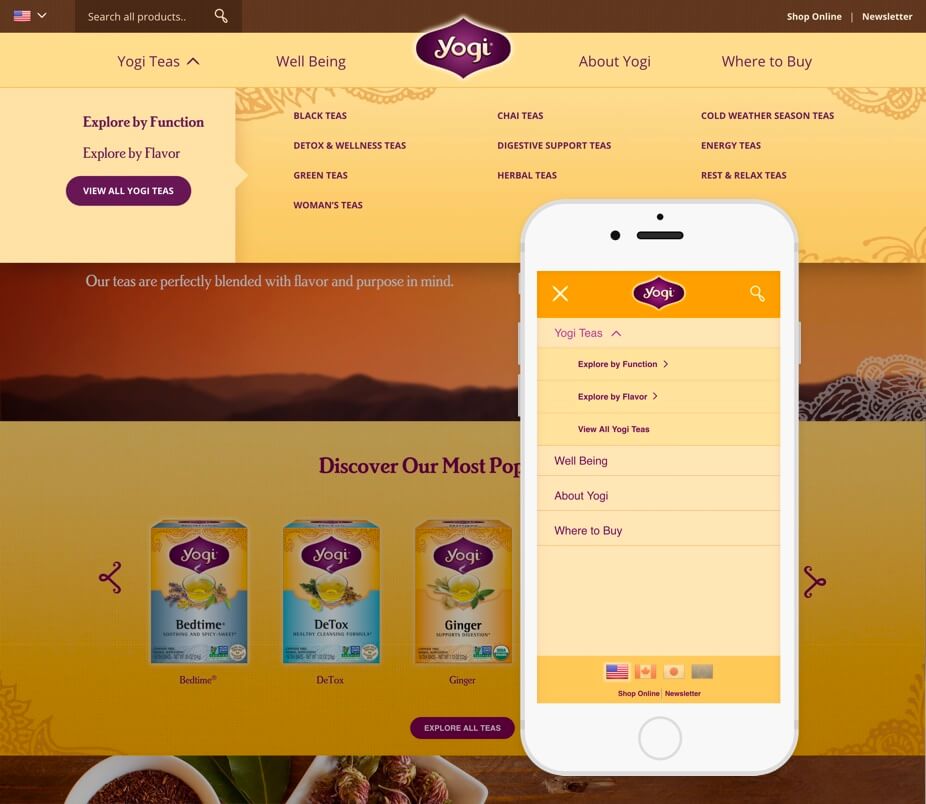 Search all products..
Shop Online | Newsletter
Yogi Teas
Well Being
yogi
About Yogi
Where to Buy
Explore by Function
Explore by Flavor
VIEW ALL YOGI TEAS
BLACK TEAS
CHAI TEAS
COLD WEATHER SEASON TEAS
DETOX & WELLNESS TEAS
DIGESTIVE SUPPORT TEAS
ENERGY TEAS
GREEN TEAS
HERBAL TEAS
REST & RELAX TEAS
WOMAN'S TEAS
Our teas are perfectly blended with flavor and purpose in mind.
Discover Our Most Pop
yogi
Bedtime®
SOOTHING AND SPICY-SWEET*
yogi
DeTox
HEALTHY CLEANSING FORMULA*
yogi
Ginger
SUPPORTS DIGESTION*
Bedtime®
DeTox
Ginger
EXPLORE ALL TEAS
yogi
Yogi Teas
Explore by Function
Explore by Flavor
View All Yogi Teas
Well Being
About Yogi
Where to Buy
Shop Online | Newsletter